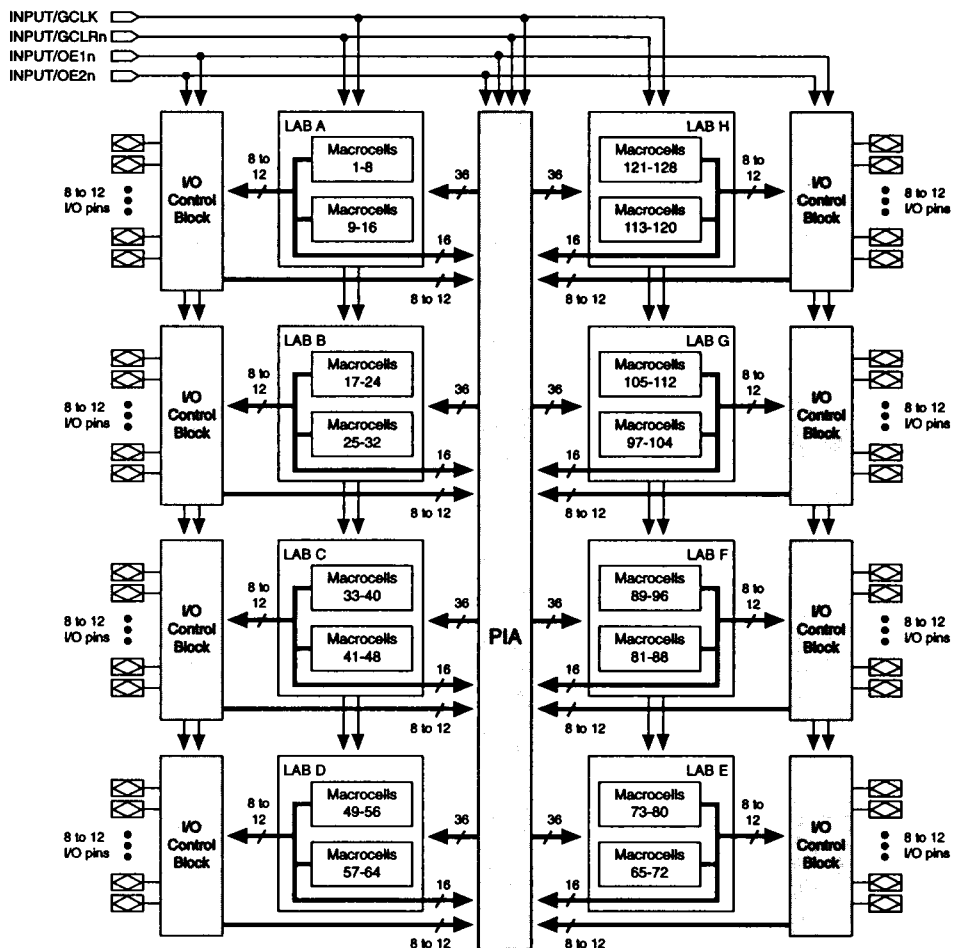 INPUT/GCLK
INPUT/GCLRn
INPUT/OE1n
INPUT/OE2n
8 to 12
I/O pins
I/O
Control
Block
8 to
12
LAB A
Macrocells
1-8
Macrocells
9-16
36
16
8 to 12
PIA
36
16
8 to 12
LAB H
Macrocells
121-128
Macrocells
113-120
8 to
12
I/O
Control
Block
8 to 12
I/O pins
8 to 12
I/O pins
I/O
Control
Block
8 to
12
LAB B
Macrocells
17-24
Macrocells
25-32
36
16
8 to 12
36
16
8 to 12
LAB G
Macrocells
105-112
Macrocells
97-104
8 to
12
I/O
Control
Block
8 to 12
I/O pins
8 to 12
I/O pins
I/O
Control
Block
8 to
12
LAB C
Macrocells
33-40
Macrocells
41-48
36
16
8 to 12
36
16
8 to 12
LAB F
Macrocells
89-96
Macrocells
81-88
8 to
12
I/O
Control
Block
8 to 12
I/O pins
8 to 12
I/O pins
I/O
Control
Block
8 to
12
LAB D
Macrocells
49-56
Macrocells
57-64
36
16
8 to 12
36
16
8 to 12
LAB E
Macrocells
73-80
Macrocells
65-72
8 to
12
I/O
Control
Block
8 to 12
I/O pins